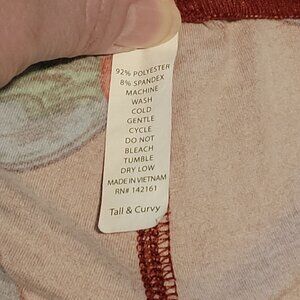 92% POLYESTER
8% SPANDEX
MACHINE
WASH
COLD
GENTLE
CYCLE
DO NOT
BLEACH
TUMBLE
DRY LOW
MADE IN VIETNAM
RN# 142161
Tall & Curvy